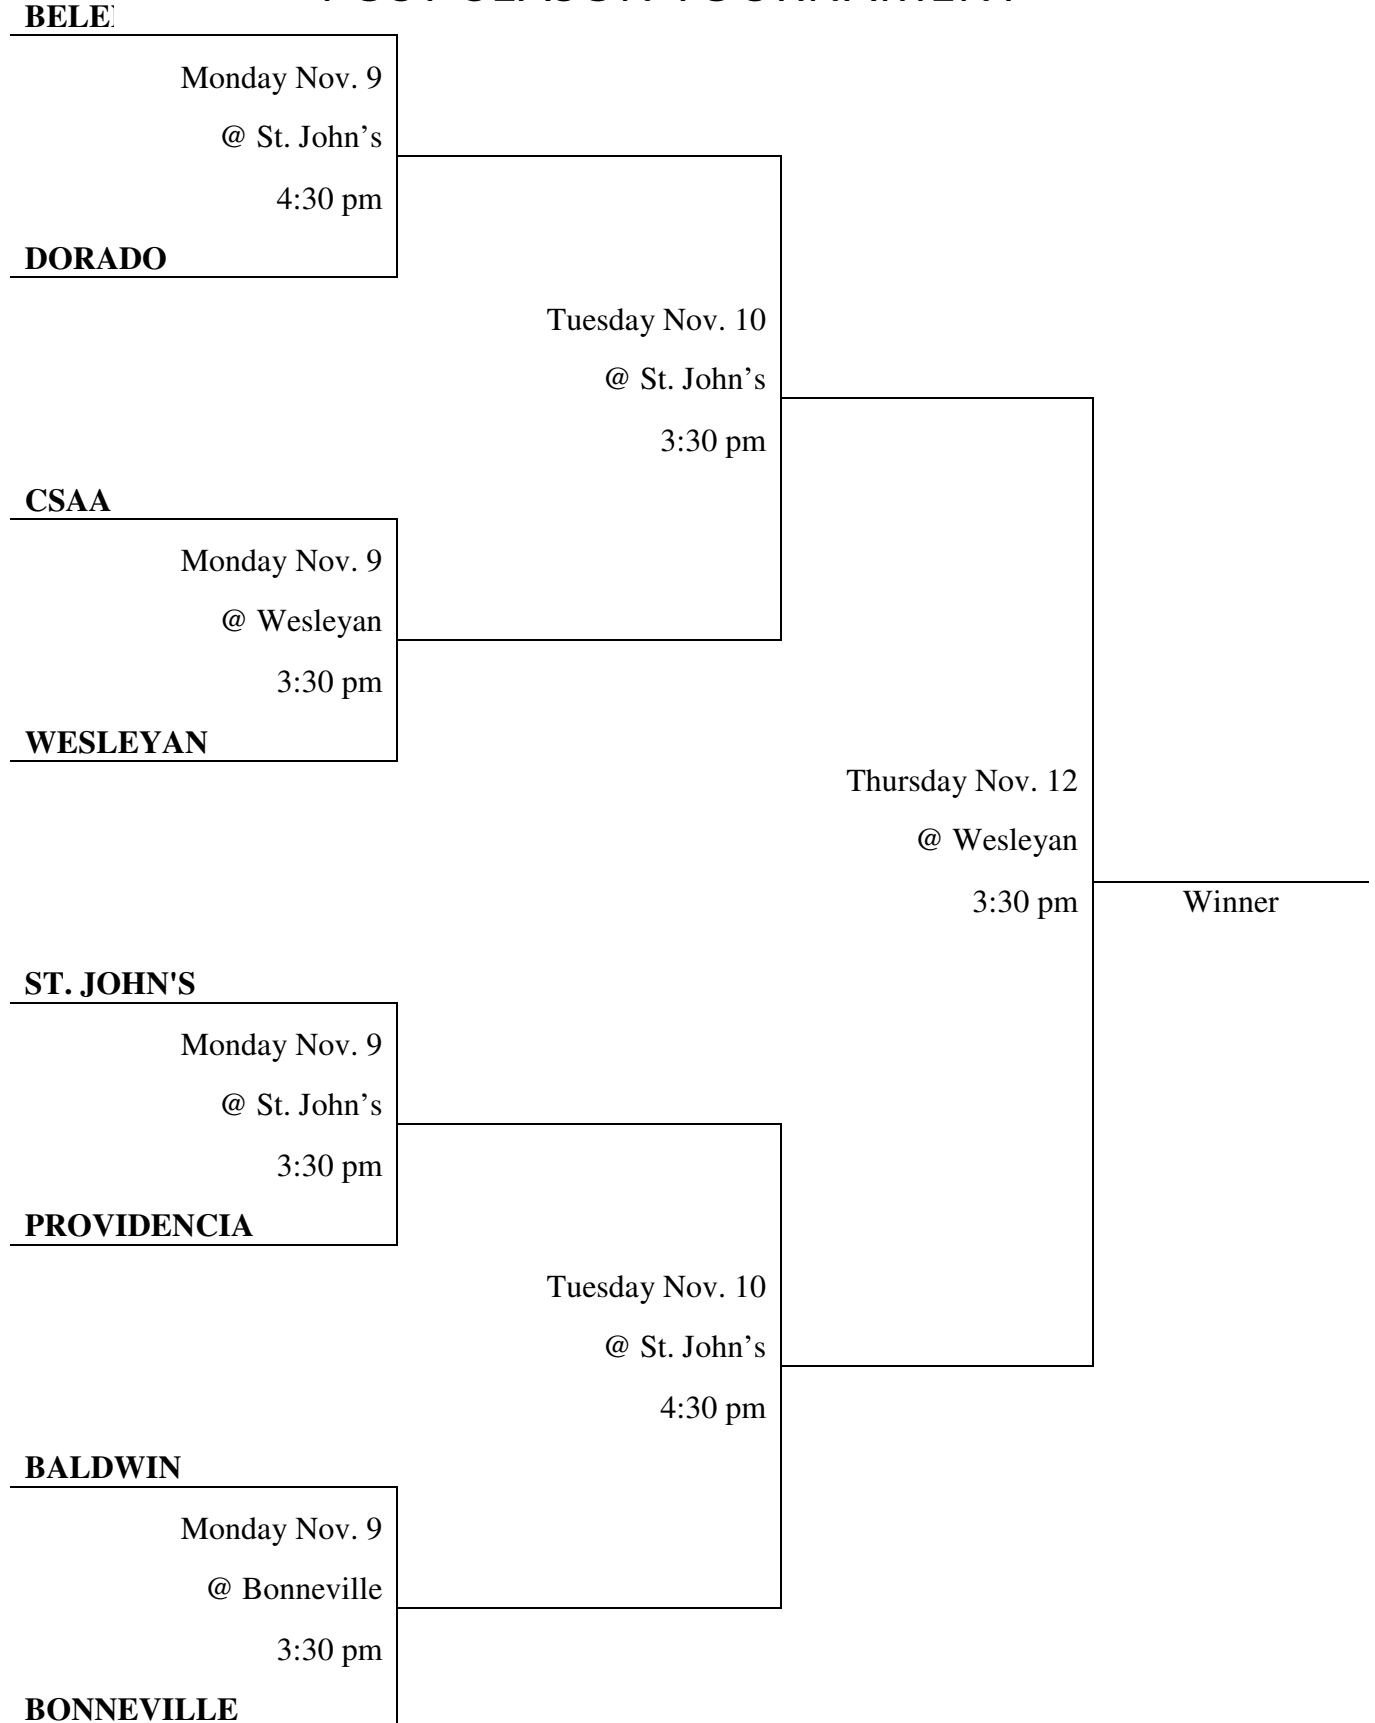 Monday Nov. 9
@ St. John’s
4:30 pm
DORADO
Tuesday Nov. 10
@ St. John’s
3:30 pm
CSAA
Monday Nov. 9
@ Wesleyan
3:30 pm
WESLEYAN
Thursday Nov. 12
@ Wesleyan
3:30 pm
Winner
ST. JOHN'S
Monday Nov. 9
@ St. John’s
3:30 pm
PROVIDENCIA
Tuesday Nov. 10
@ St. John’s
4:30 pm
BALDWIN
Monday Nov. 9
@ Bonneville
3:30 pm
BONNEVILLE